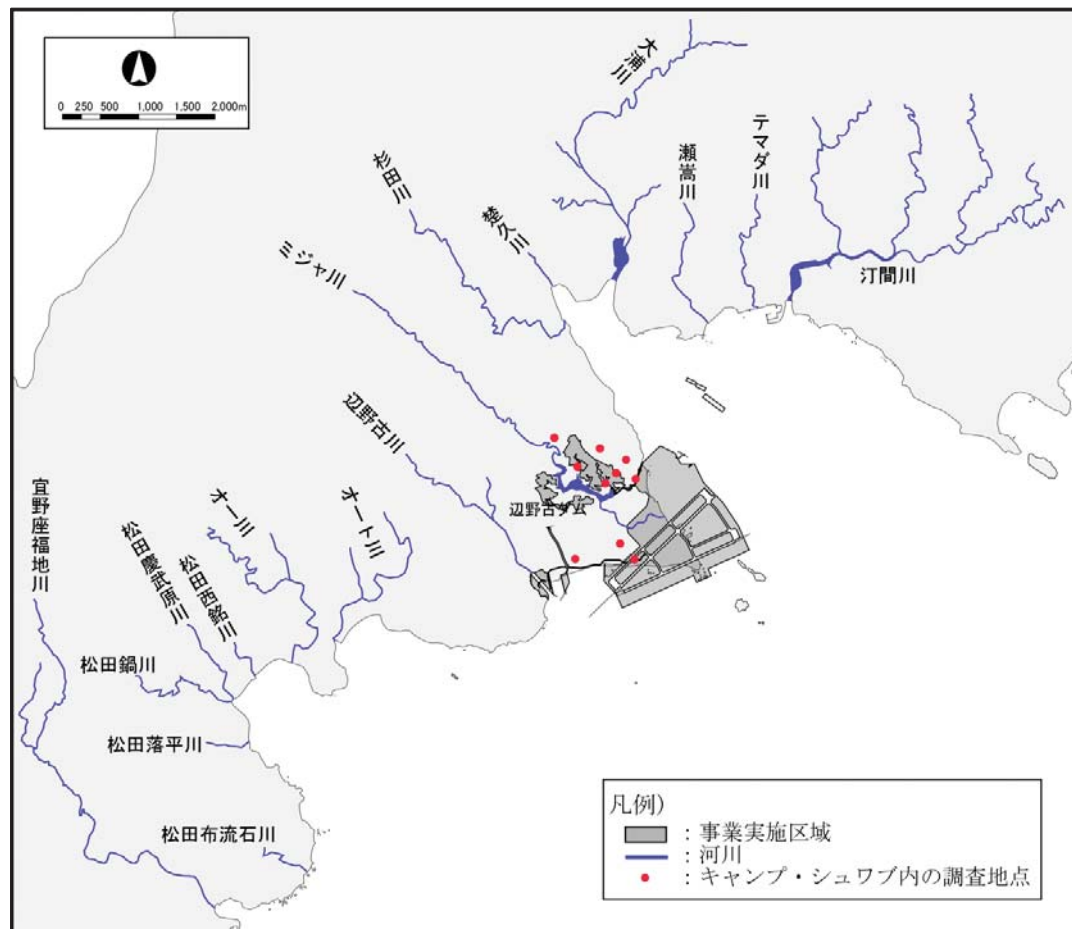 0 250 500 1,000 1,500 2,000m
大浦川
瀬嵩川
テマダ川
汀間川
杉田川
楚久川
ミジャ川
辺野古川
辺野古ダム
オート川
オー川
松田西銘川
松田慶武原川
宜野座福地川
松田鍋川
松田落平川
松田布流石川
凡例)
：事業実施区域
：河川
：キャンプ・シュワブ内の調査地点